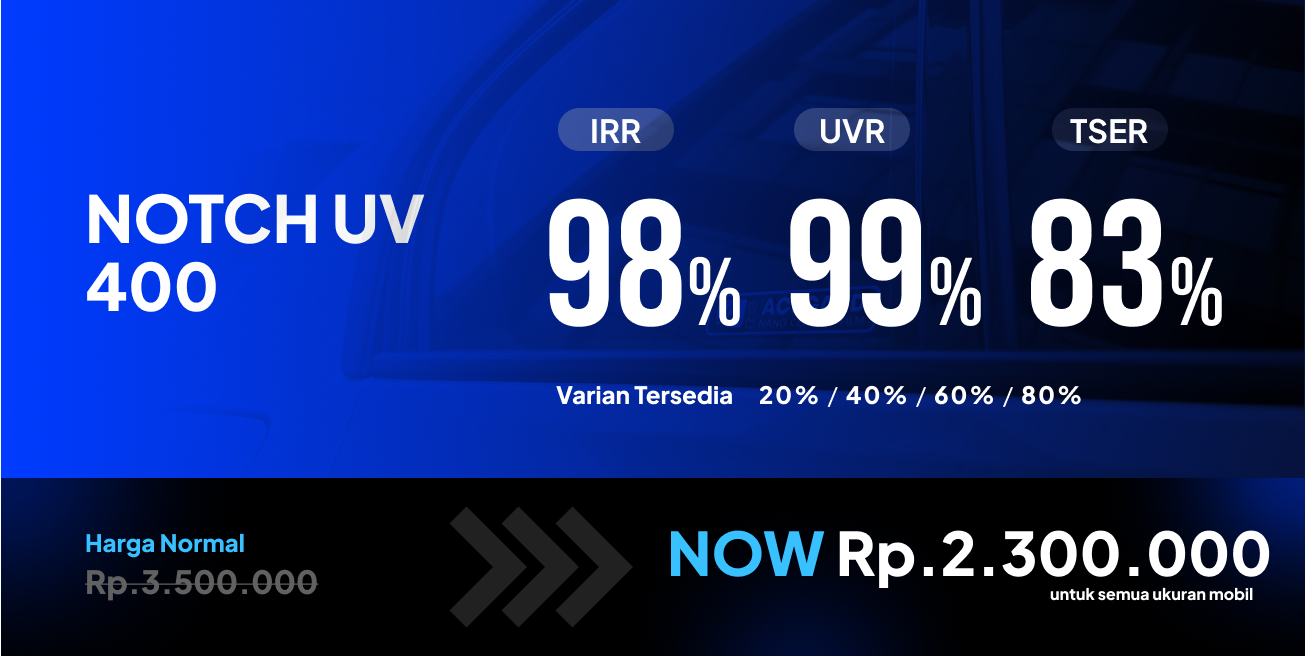 IRR UVR TSER
NOTCH UV
400
98% 99% 83%
Varian Tersedia 20% / 40% / 60% / 80%
Harga Normal
Rp.3.500.000
NOW Rp.2.300.000
untuk semua ukuran mobil